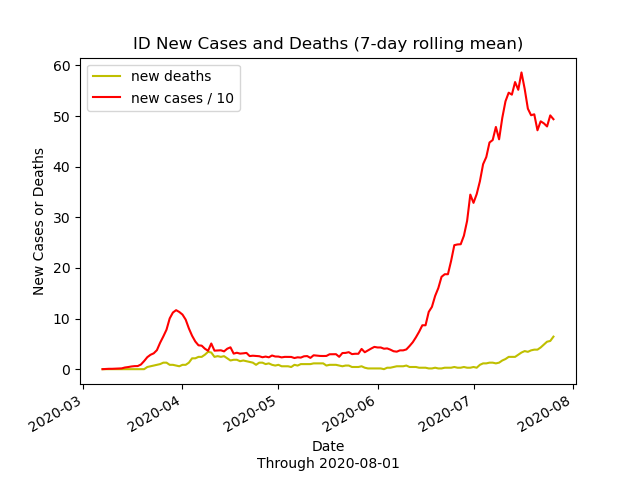 ID New Cases and Deaths (7-day rolling mean)
new deaths
new cases / 10
60
50
40
30
20
10
0
New Cases or Deaths
2020-03
2020-04
2020-05
2020-06
2020-07
2020-08
Date
Through 2020-08-01